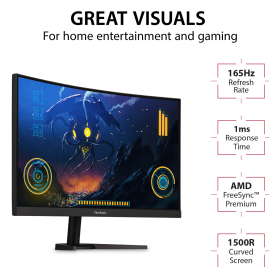 GREAT VISUALS
For home entertainment and gaming
165Hz
Refresh
Rate
1ms
Response
Time
AMD
FreeSync™
Premium
1500R
Curved
Screen
ViewSonic